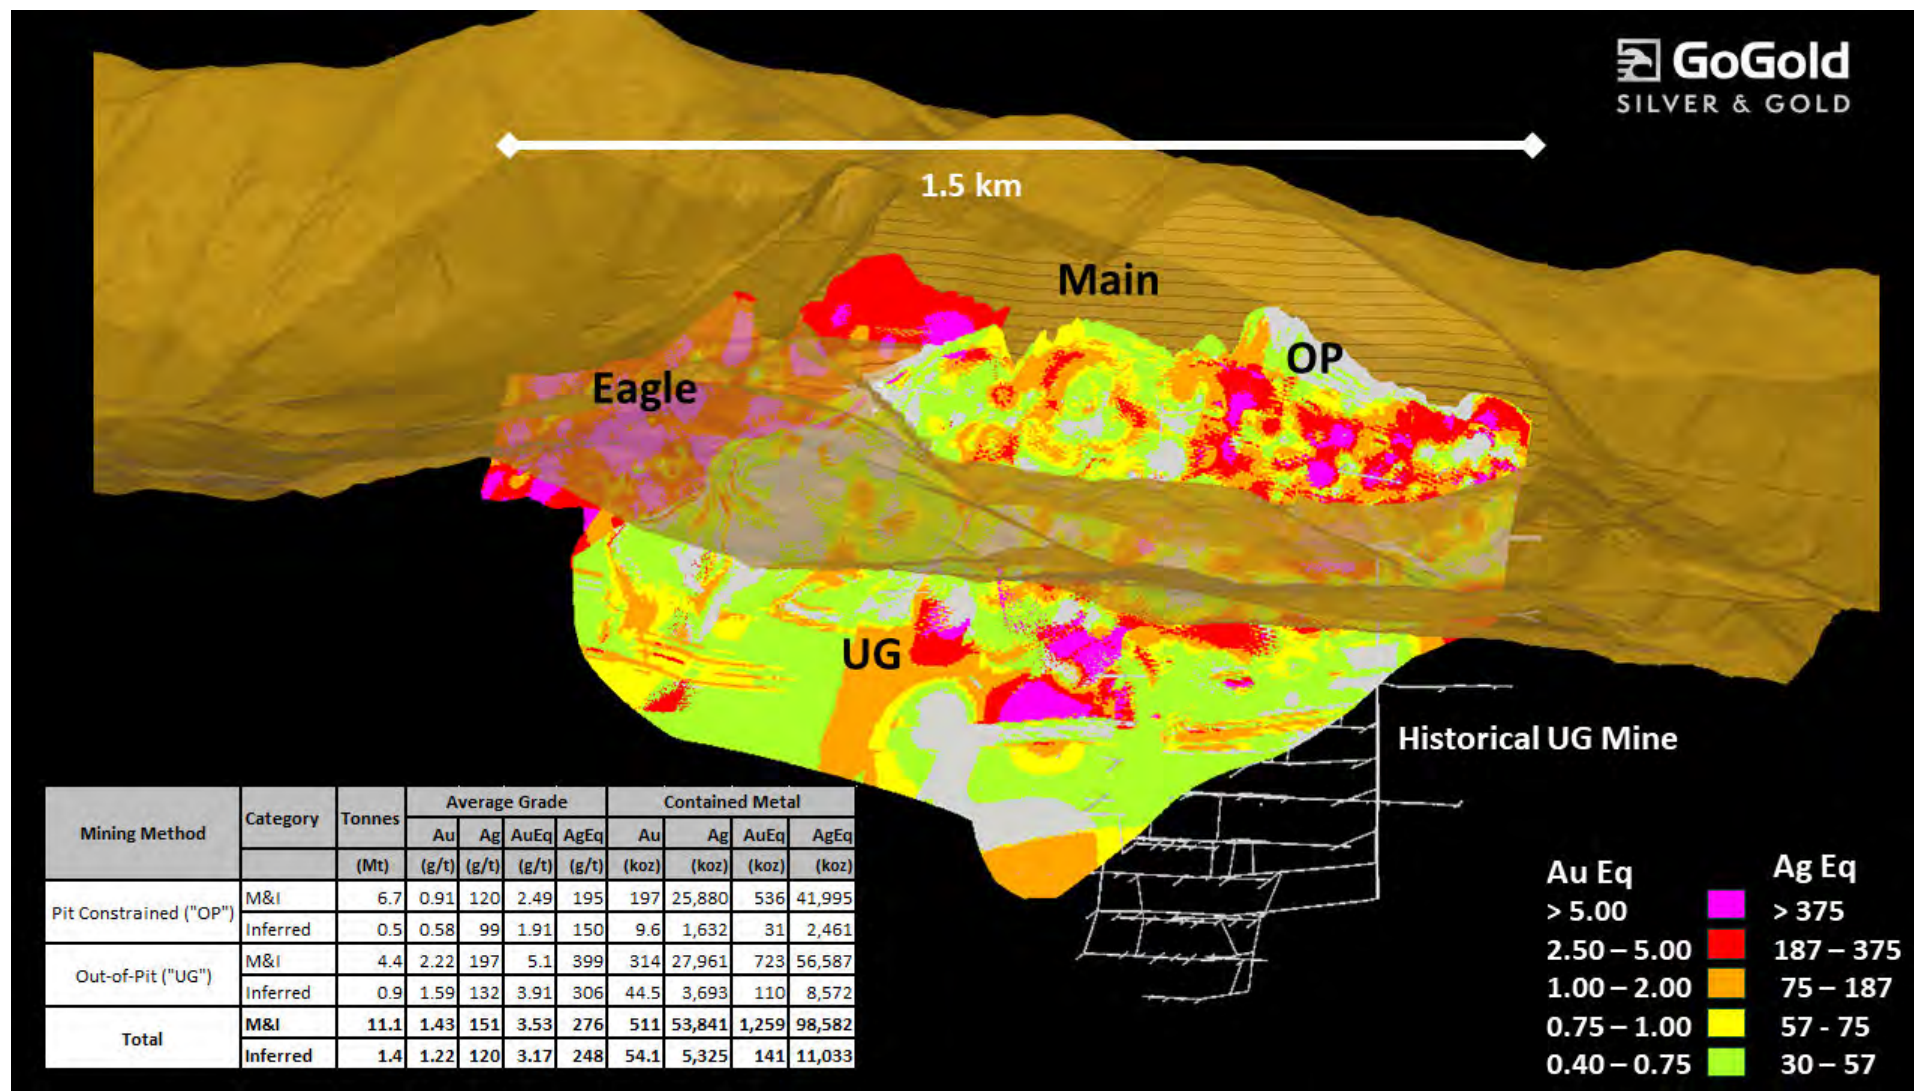 GoGold
SILVER & GOLD
1.5 km
Main
OP
Eagle
UG
Historical UG Mine
Mining Method Category Tonnes Average Grade Contained Metal
Au Ag AuEq AgEq Au Ag AuEq AgEq
(Mt) (g/t) (g/t) (g/t) (g/t) (koz) (koz) (koz) (koz)
Pit Constrained ("OP") M&I 6.7 0.91 120 2.49 195 197 25,880 536 41,995
Inferred 0.5 0.58 99 1.91 150 9.6 1,632 31 2,461
Out-of-Pit ("UG") M&I 4.4 2.22 197 5.1 399 314 27,961 723 56,587
Inferred 0.9 1.59 132 3.91 306 44.5 3,693 110 8,572
Total M&I 11.1 1.43 151 3.53 276 511 53,841 1,259 98,582
Inferred 1.4 1.22 120 3.17 248 54.1 5,325 141 11,033
Au Eq Ag Eq
> 5.00 > 375
2.50 – 5.00 187 – 375
1.00 – 2.00 75 – 187
0.75 – 1.00 57 - 75
0.40 – 0.75 30 – 57